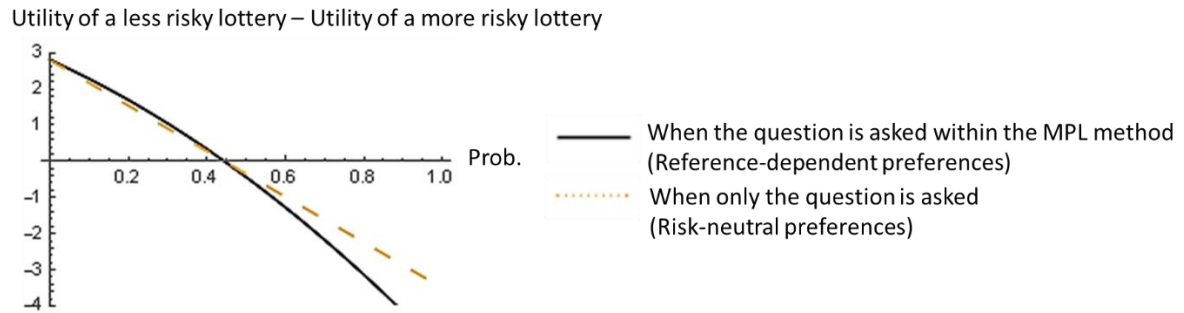 Utility of a less risky lottery – Utility of a more risky lottery
3
2
1
Prob.
0.2 0.4 0.6 0.8 1.0
-1
-2
-3
-4
When the question is asked within the MPL method
(Reference-dependent preferences)
When only the question is asked
(Risk-neutral preferences)